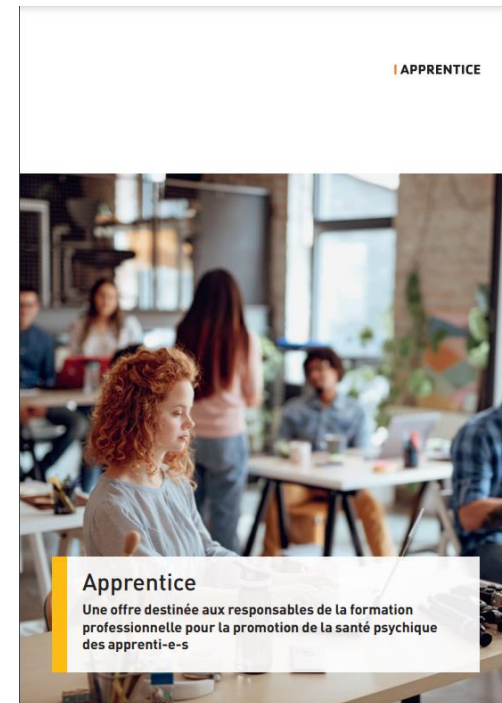 APPRENTICE
Apprentice
Une offre destinée aux responsables de la formation
professionnelle pour la promotion de la santé psychique
des apprenti-e-s